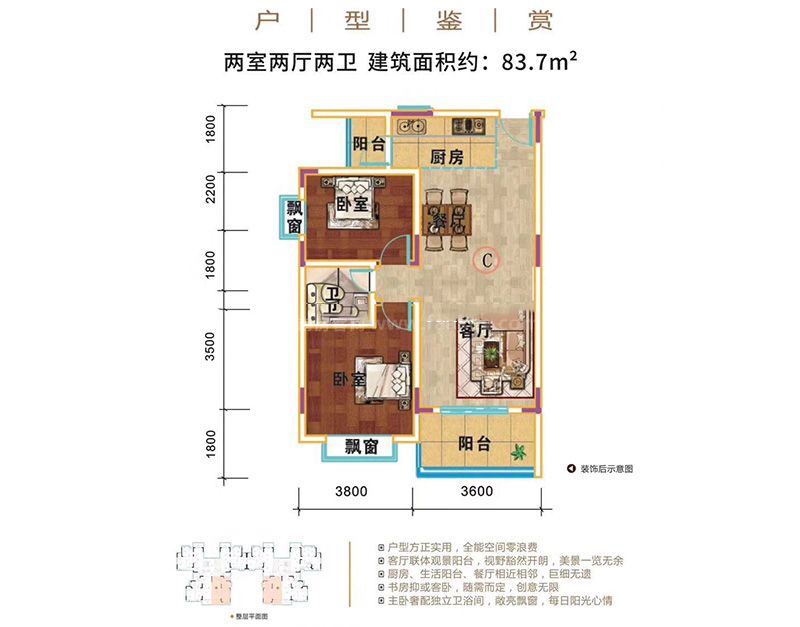 户 型 鉴 赏
两室两厅两卫 建筑面积约：83.7m²
1800
2200
1800
3500
1800
阳台
厨房
卧室
飘窗
餐厅
C
卫
卫
客厅
卧室
飘窗
阳台
装饰后示意图
3800
3600
户型方正实用，全能空间零浪费
客厅联体观景阳台，视野豁然开朗，美景一览无余
厨房、生活阳台、餐厅相近相邻，巨细无遗
书房抑或客卧，随需而定，创意无限
主卧奢配独立卫浴间，敞亮飘窗，每日阳光心情
整层平面图